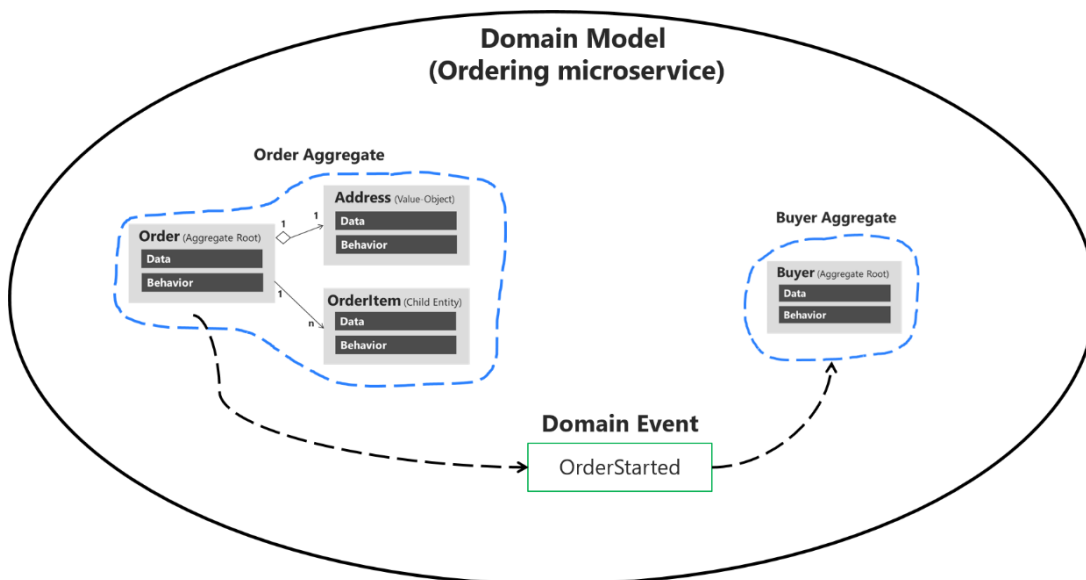 Domain Model
(Ordering microservice)
Order Aggregate
Address (Value-Object)
Data
Behavior
Order (Aggregate Root)
Data
Behavior
1
1
1
n
OrderItem (Child Entity)
Data
Behavior
Buyer Aggregate
Buyer (Aggregate Root)
Data
Behavior
Domain Event
OrderStarted